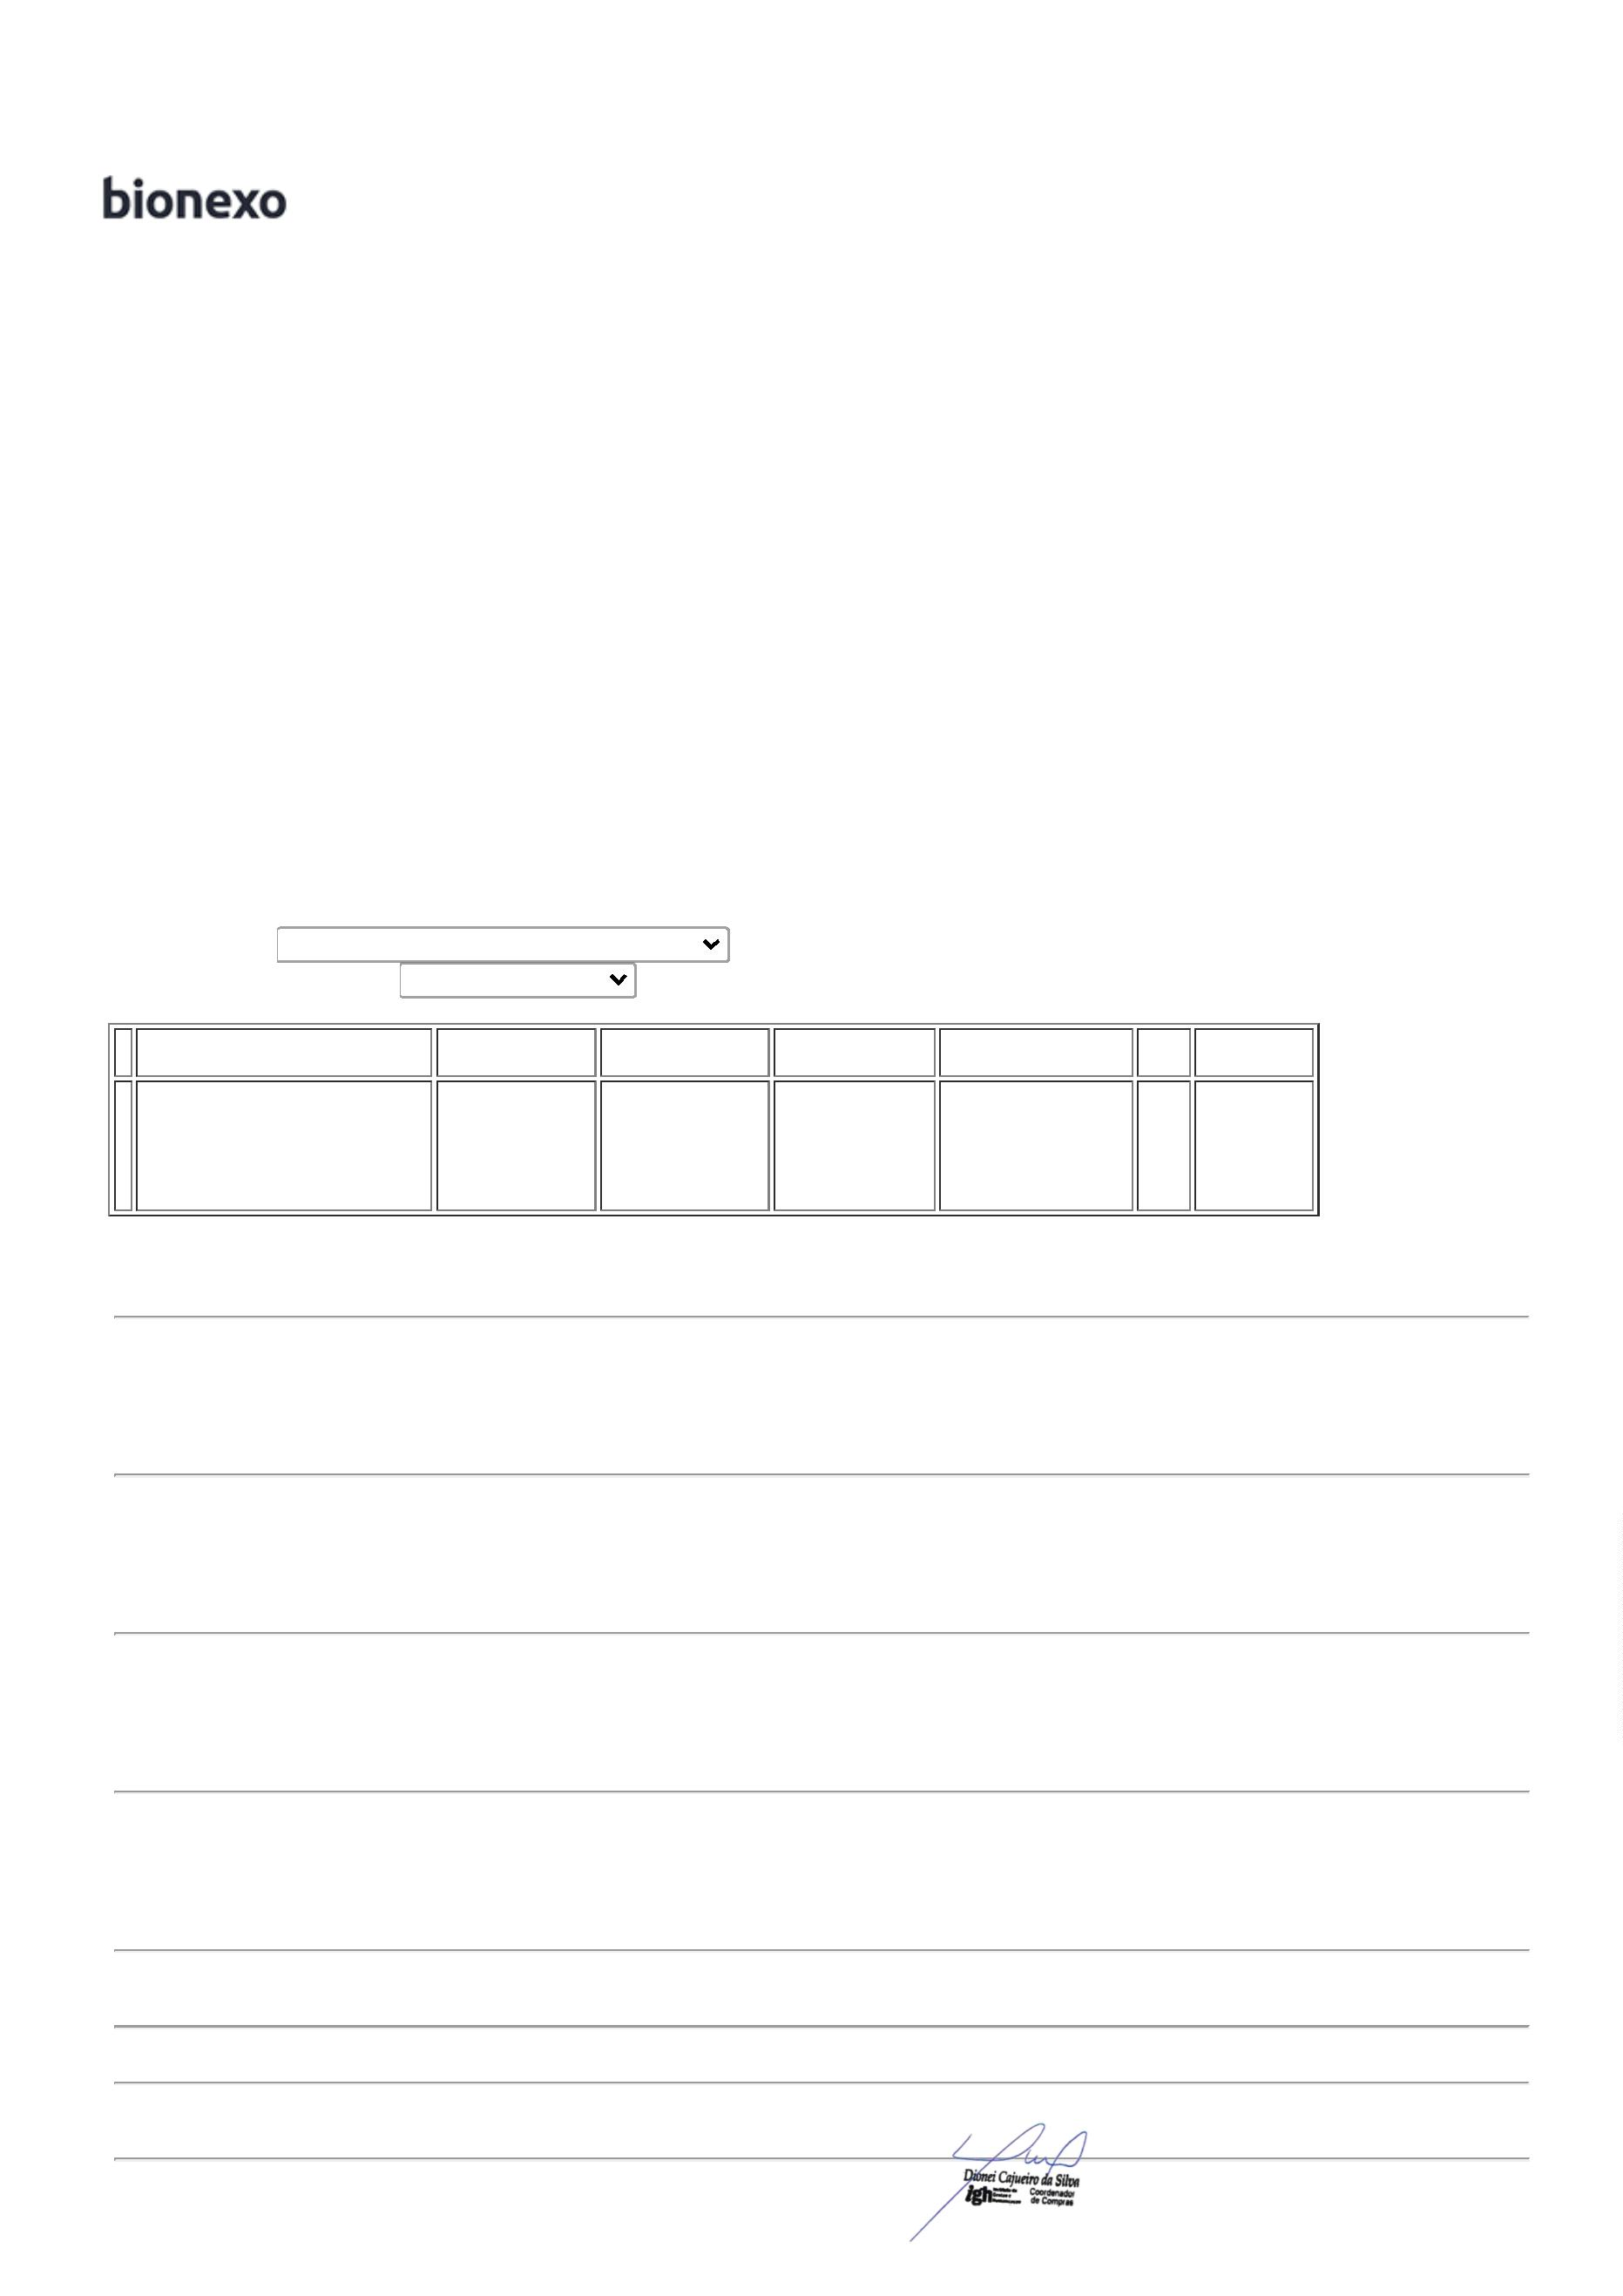 bionexo
Dionei Cajueiro da Silva
igh
Coordenador
de Compras